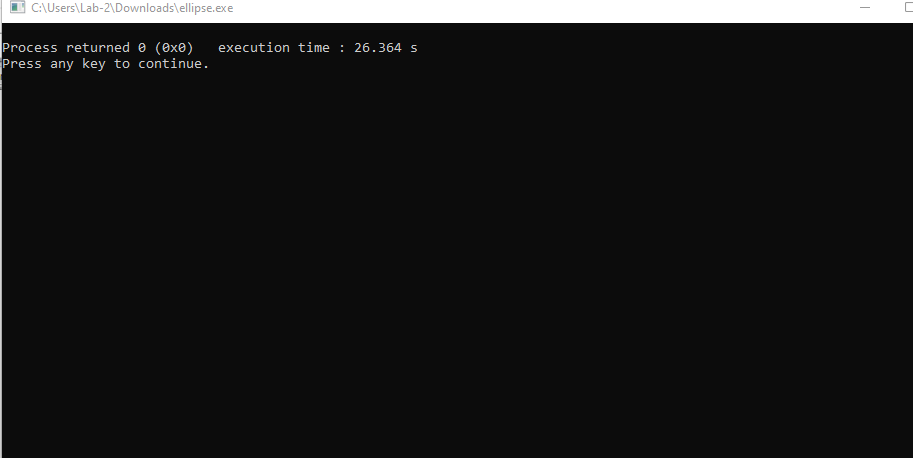 C:\Users\Lab-2\Downloads\ellipse.exe
Process returned 0 (0x0)   execution time : 26.364 s
Press any key to continue.